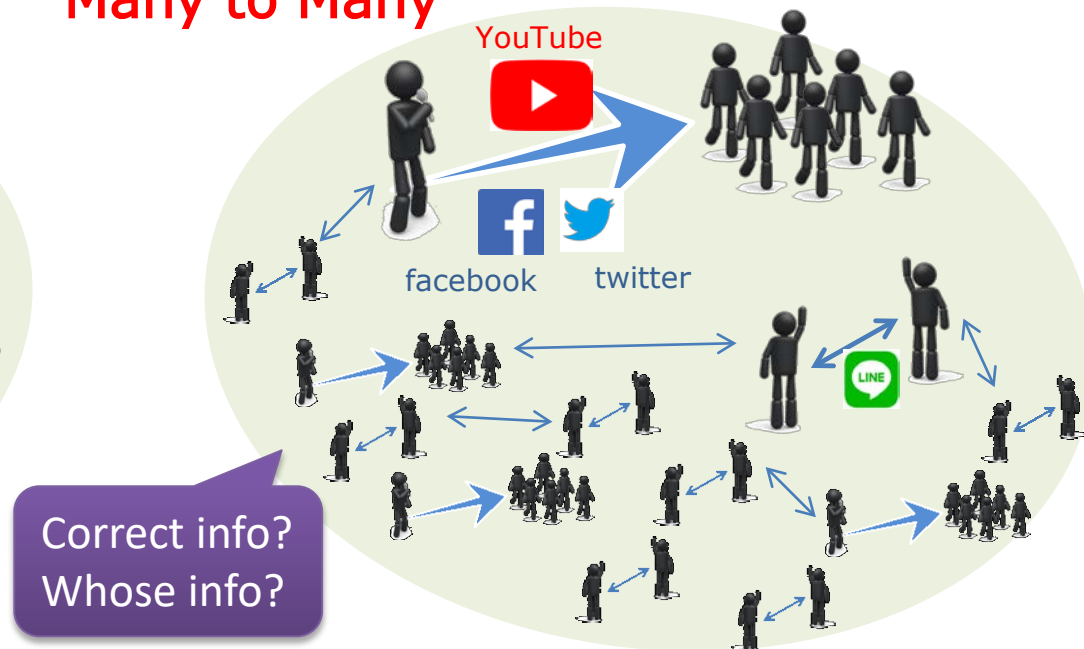 Many to Many
YouTube
f
facebook
twitter
LINE
Correct info?
Whose info?